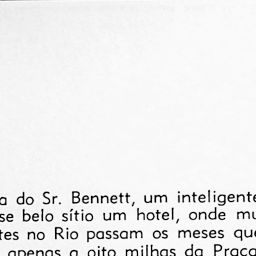 a do Sr. Bennett, um inteligente
se belo sítio um hotel, onde mu
tes no Rio passam os meses que
apenas a oito milhas da Praça